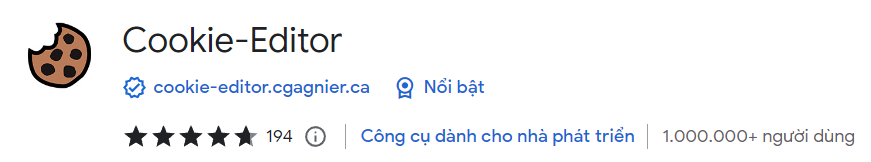 Cookie-Editor
cookie-editor.cgagnier.ca Nổi bật
194 Công cụ dành cho nhà phát triển 1.000.000+ người dùng